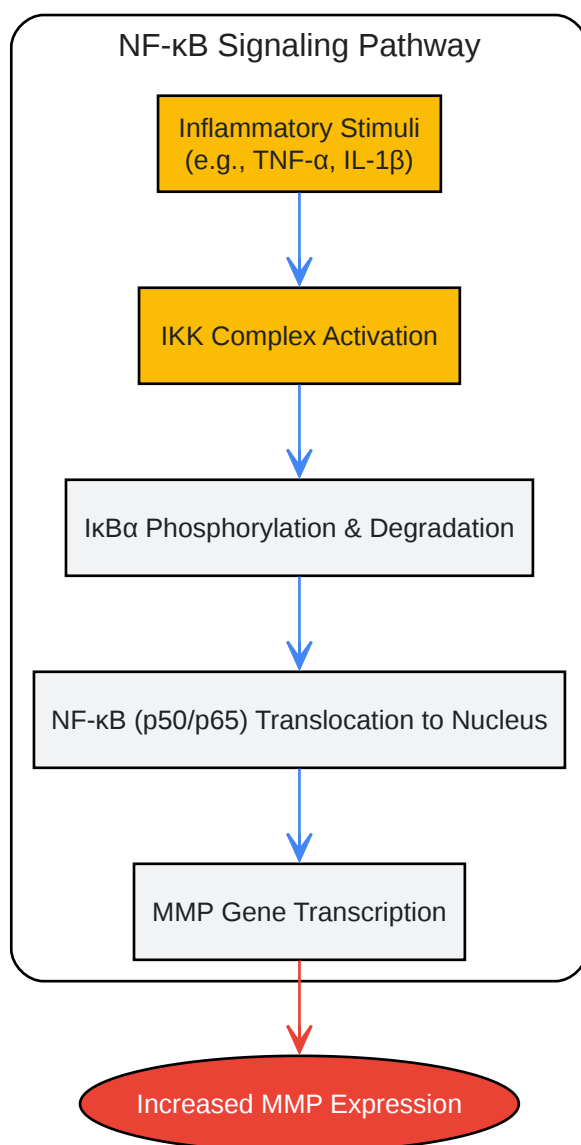 NF-κB Signaling Pathway
Inflammatory Stimuli
(e.g., TNF-α, IL-1β)
IKK Complex Activation
IκBα Phosphorylation & Degradation
NF-κB (p50/p65) Translocation to Nucleus
MMP Gene Transcription
Increased MMP Expression